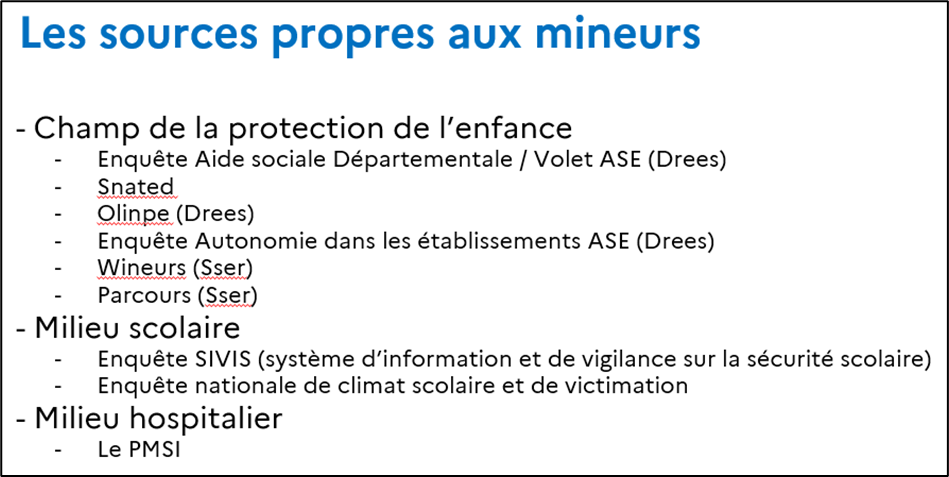 Les sources propres aux mineurs
- Champ de la protection de l’enfance
- Enquête Aide sociale Départementale / Volet ASE (Drees)
- Snated
- Olinpe (Drees)
- Enquête Autonomie dans les établissements ASE (Drees)
- Wineurs (Sser)
- Parcours (Sser)
- Milieu scolaire
- Enquête SIVIS (système d’information et de vigilance sur la sécurité scolaire)
- Enquête nationale de climat scolaire et de victimation
- Milieu hospitalier
- Le PMSI